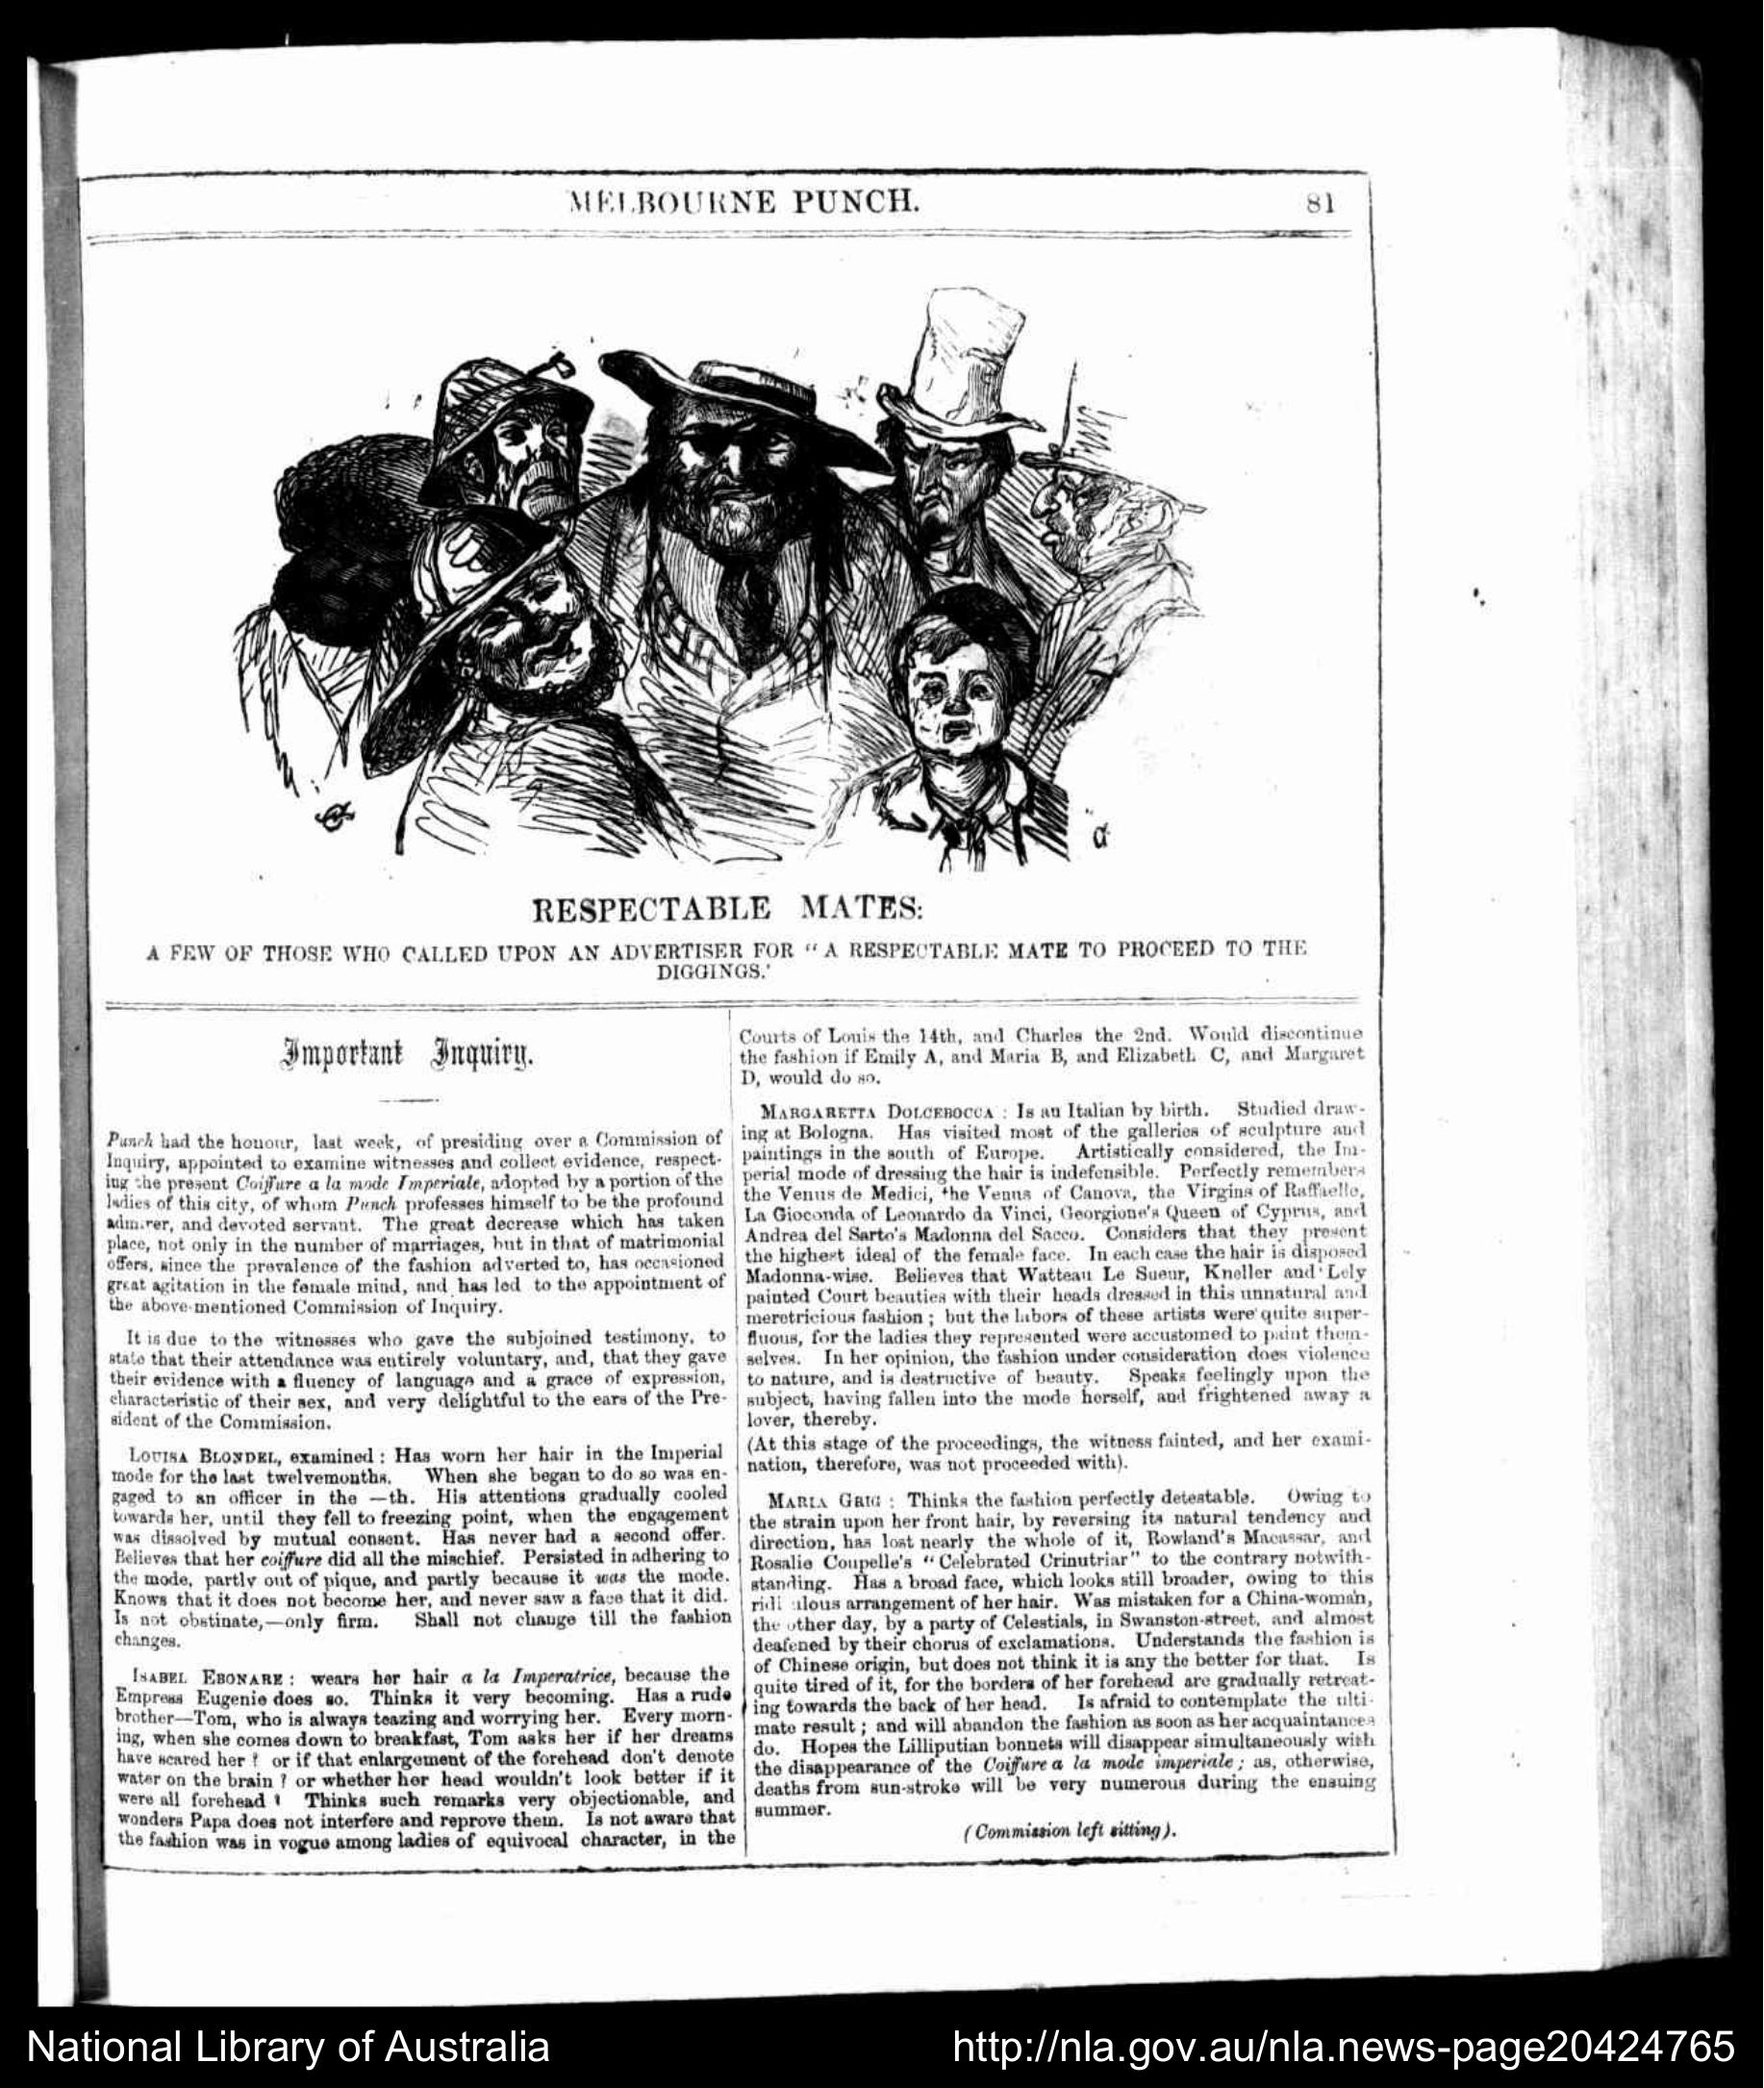 MELBOURNE PUNCH.
81
RESPECTABLE MATES:
A FEW OF THOSE WHO CALLED UPON AN ADVERTISER FOR "A RESPECTABLE MATE TO PROCEED TO THE
DIGGINGS.'
Important Inquiry.
Punch had the honour, last week, of presiding over a Commission of
Inquiry, appointed to examine witnesses and collect evidence, respect-
ing the present Coiffure a la mode Imperiale, adopted by a portion of the
ladies of this city, of whom Punch professes himself to be the profound
admirer, and devoted servant. The great decrease which has taken
place, not only in the number of marriages, but in that of matrimonial
offers, since the prevalence of the fashion adverted to, has occasioned
great agitation in the female mind, and has led to the appointment of
the above-mentioned Commission of Inquiry.
It is due to the witnesses who gave the subjoined testimony, to
state that their attendance was entirely voluntary, and, that they gave
their evidence with a fluency of language and a grace of expression,
characteristic of their sex, and very delightful to the ears of the Pre-
sident of the Commission.
LOUISA BLONDEL, examined : Has worn her hair in the Imperial
mode for the last twelvemonths. When she began to do so was en-
gaged to an officer in the —th. His attentions gradually cooled
towards her, until they fell to freezing point, when the engagement
was dissolved by mutual consent. Has never had a second offer.
Believes that her coiffure did all the mischief. Persisted in adhering to
the mode, partly out of pique, and partly because it was the mode.
Knows that it does not become her, and never saw a face that it did.
Is not obstinate,—only firm. Shall not change till the fashion
changes.
ISABEL EBONARE : wears her hair a la Imperatrice, because the
Empress Eugenie does so. Thinks it very becoming. Has a rude
brother—Tom, who is always teazing and worrying her. Every morn-
ing, when she comes down to breakfast, Tom asks her if her dreams
have scared her ? or if that enlargement of the forehead don't denote
water on the brain ? or whether her head wouldn't look better if it
were all forehead ? Thinks such remarks very objectionable, and
wonders Papa does not interfere and reprove them. Is not aware that
the fashion was in vogue among ladies of equivocal character, in the
Courts of Louis the 14th, and Charles the 2nd. Would discontinue
the fashion if Emily A, and Maria B, and Elizabeth C, and Margaret
D, would do so.
MARGARETTA DOLCEBOCCA : Is an Italian by birth. Studied draw-
ing at Bologna. Has visited most of the galleries of sculpture and
paintings in the south of Europe. Artistically considered, the Im-
perial mode of dressing the hair is indefensible. Perfectly remembers
the Venus de Medici, the Venus of Canova, the Virgins of Raffaelle,
La Gioconda of Leonardo da Vinci, Georgione's Queen of Cyprus, and
Andrea del Sarto's Madonna del Sacco. Considers that they present
the highest ideal of the female face. In each case the hair is disposed
Madonna-wise. Believes that Watteau Le Sueur, Kneller and Lely
painted Court beauties with their heads dressed in this unnatural and
meretricious fashion ; but the labors of these artists were quite super-
fluous, for the ladies they represented were accustomed to paint them-
selves. In her opinion, the fashion under consideration does violence
to nature, and is destructive of beauty. Speaks feelingly upon the
subject, having fallen into the mode herself, and frightened away a
lover, thereby.
(At this stage of the proceedings, the witness fainted, and her exami-
nation, therefore, was not proceeded with).
MARIA GRIG : Thinks the fashion perfectly detestable. Owing to
the strain upon her front hair, by reversing its natural tendency and
direction, has lost nearly the whole of it, Rowland's Macassar, and
Rosalie Coupelle's "Celebrated Crinutriar" to the contrary notwith-
standing. Has a broad face, which looks still broader, owing to this
ridiculous arrangement of her hair. Was mistaken for a China-woman,
the other day, by a party of Celestials, in Swanston-street, and almost
deafened by their chorus of exclamations. Understands the fashion is
of Chinese origin, but does not think it is any the better for that. Is
quite tired of it, for the borders of her forehead are gradually retreat-
ing towards the back of her head. Is afraid to contemplate the ulti-
mate result ; and will abandon the fashion as soon as her acquaintances
do. Hopes the Lilliputian bonnets will disappear simultaneously with
the disappearance of the Coiffure a la mode imperiale ; as, otherwise,
deaths from sun-stroke will be very numerous during the ensuing
summer.
(Commission left sitting).
National Library of Australia
http://nla.gov.au/nla.news-page20424765